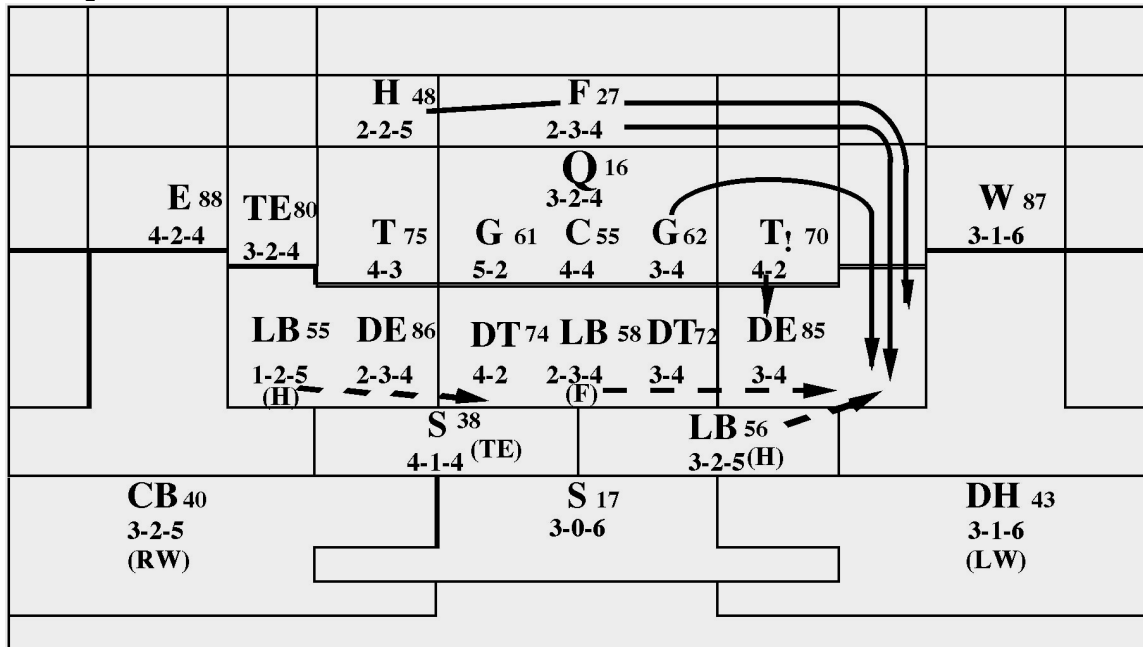 H 48 F 27
2-2-5 2-3-4
Q 16
3-2-4
E 88 TE 80 W 87
4-2-4 3-2-4 3-1-6
T 75 G 61 C 55 G 62 T! 70
4-3 5-2 4-4 3-4 4-2
LB 55 DE 86 DT 74 LB 58 DT 72 DE 85
1-2-5 2-3-4 4-2 2-3-4 3-4 3-4
(H) (F)
S 38 (TE) LB 56
4-1-4 3-2-5 (H)
CB 40 S 17 DH 43
3-2-5 3-0-6 3-1-6
(RW) (LW)